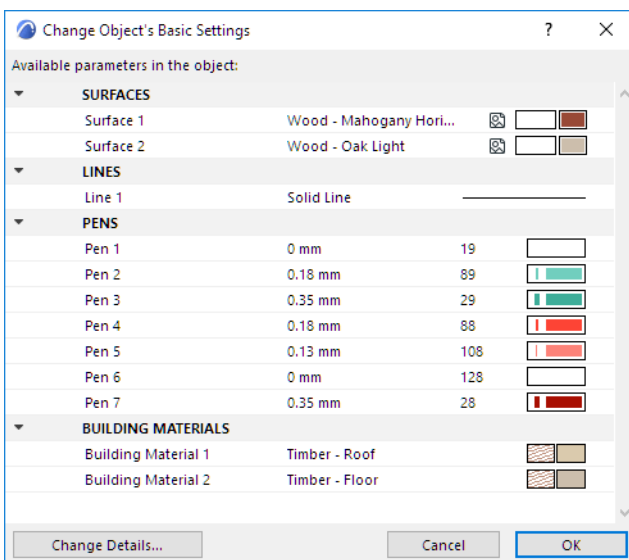 Change Object's Basic Settings ?
Available parameters in the object:
SURFACES
Surface 1 Wood - Mahogany Hori...
Surface 2 Wood - Oak Light
LINES
Line 1 Solid Line
PENS
Pen 1 0 mm 19
Pen 2 0.18 mm 89
Pen 3 0.35 mm 29
Pen 4 0.18 mm 88
Pen 5 0.13 mm 108
Pen 6 0 mm 128
Pen 7 0.35 mm 28
BUILDING MATERIALS
Building Material 1 Timber - Roof
Building Material 2 Timber - Floor
Change Details... Cancel OK